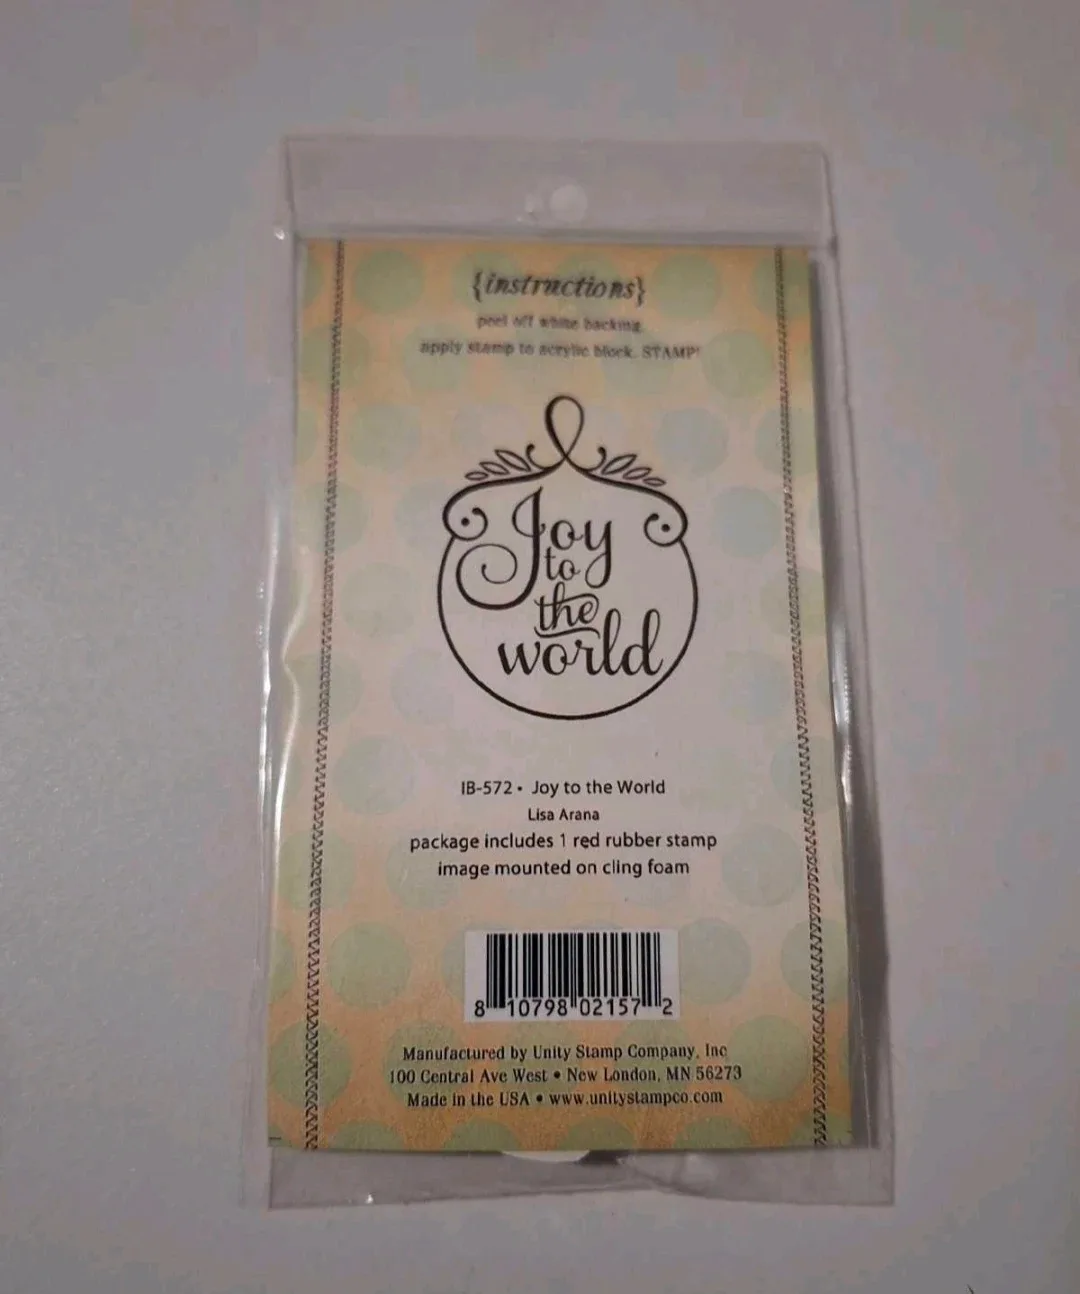 {instructions}
peel off white backing.
apply stamp to acrylic block. STAMP!
Joy
to
the
world
IB-572 • Joy to the World
Lisa Arana
package includes 1 red rubber stamp
image mounted on cling foam
8 10798 02157 2
Manufactured by Unity Stamp Company, Inc
100 Central Ave West • New London, MN 56273
Made in the USA • www.unitystampco.com